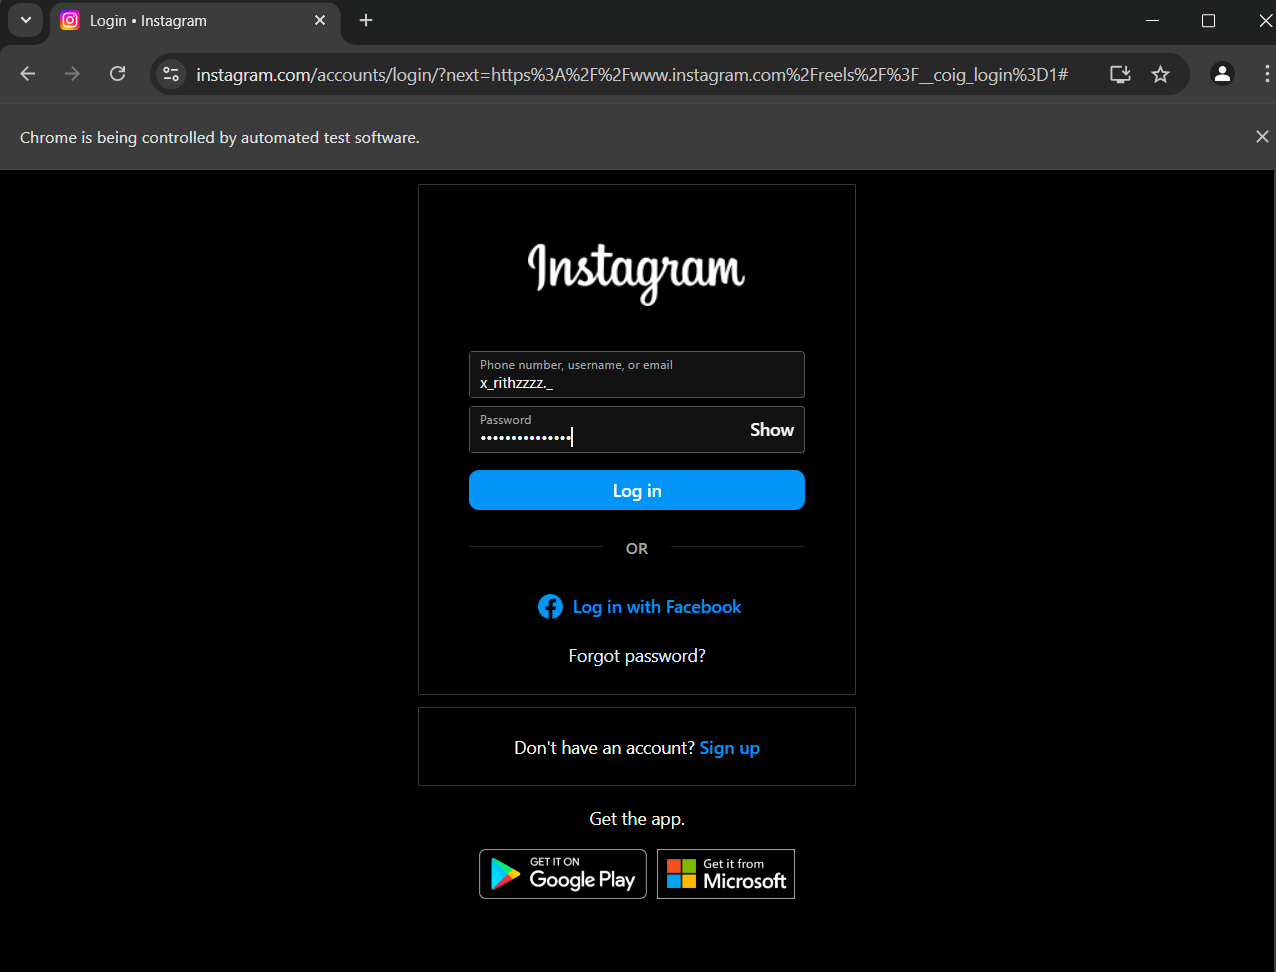 Login • Instagram
instagram.com/accounts/login/?next=https%3A%2F%2Fwww.instagram.com%2Freels%2F%3F__coig_login%3D1#
Chrome is being controlled by automated test software.
Instagram
Phone number, username, or email
x_rithzzzz._
Password
•••••••••••••••
Show
Log in
OR
Log in with Facebook
Forgot password?
Don't have an account? Sign up
Get the app.
GET IT ON
Google Play
Get it from
Microsoft